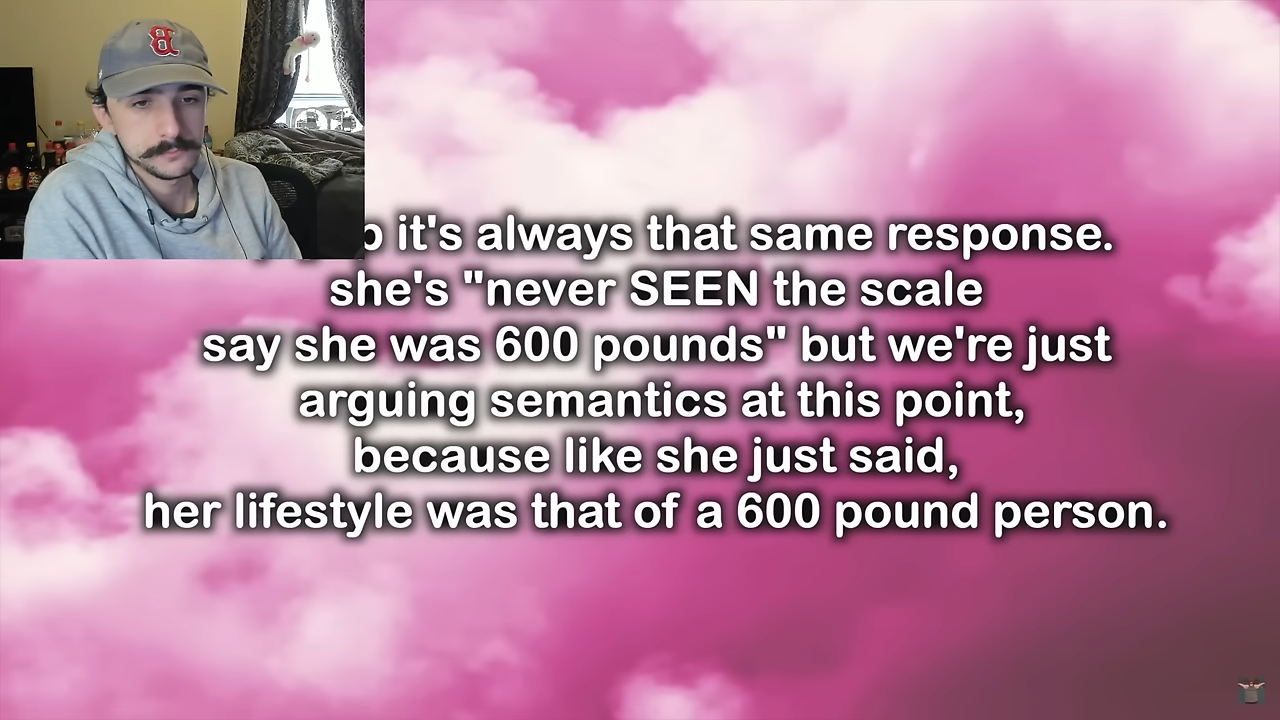 it's always that same response.
she's "never SEEN the scale
say she was 600 pounds" but we're just
arguing semantics at this point,
because like she just said,
her lifestyle was that of a 600 pound person.
B